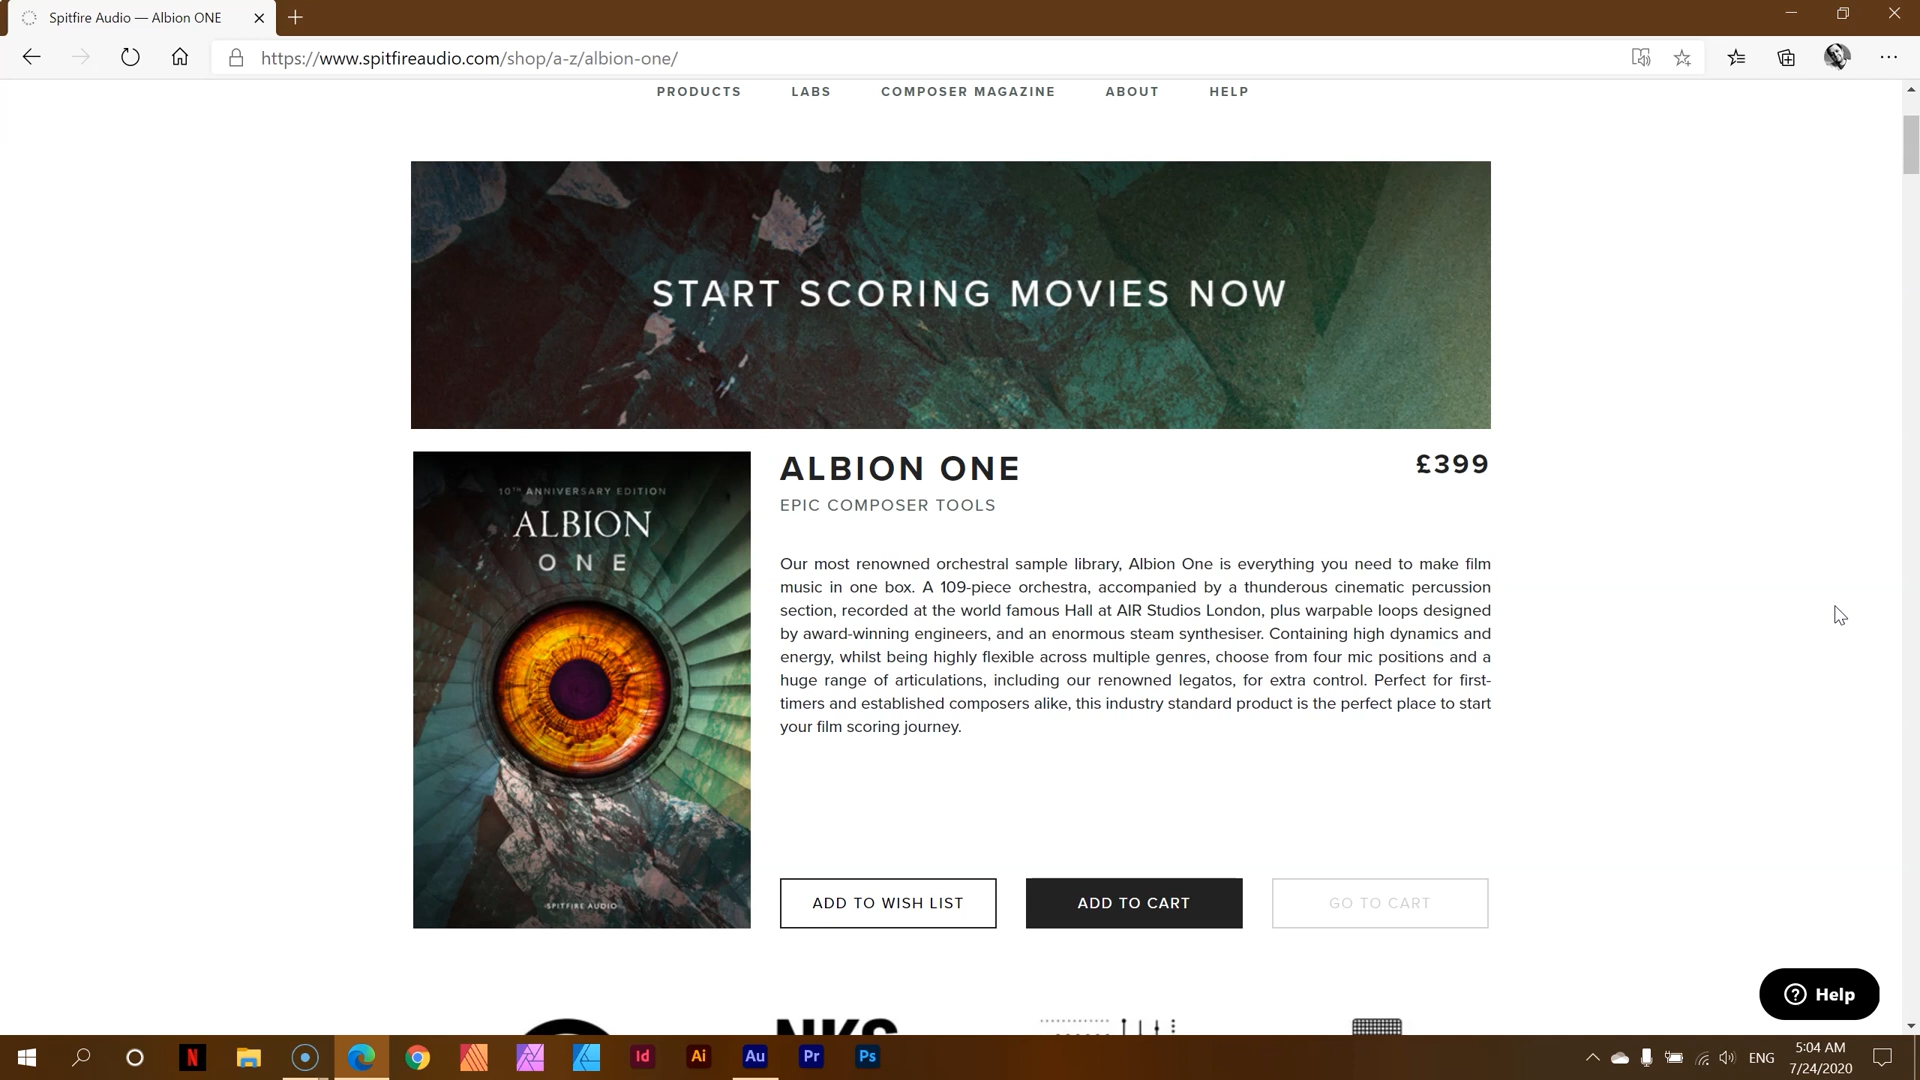 Spitfire Audio — Albion ONE
https://www.spitfireaudio.com/shop/a-z/albion-one/
PRODUCTS LABS COMPOSER MAGAZINE ABOUT HELP
START SCORING MOVIES NOW
10TH ANNIVERSARY EDITION
ALBION
ONE
SPITFIRE AUDIO
ALBION ONE
£399
EPIC COMPOSER TOOLS
Our most renowned orchestral sample library, Albion One is everything you need to make film
music in one box. A 109-piece orchestra, accompanied by a thunderous cinematic percussion
section, recorded at the world famous Hall at AIR Studios London, plus warpable loops designed
by award-winning engineers, and an enormous steam synthesiser. Containing high dynamics and
energy, whilst being highly flexible across multiple genres, choose from four mic positions and a
huge range of articulations, including our renowned legatos, for extra control. Perfect for first-
timers and established composers alike, this industry standard product is the perfect place to start
your film scoring journey.
ADD TO WISH LIST ADD TO CART GO TO CART
Help
NKS
N Id Ai Au Pr Ps
ENG
5:04 AM
7/24/2020